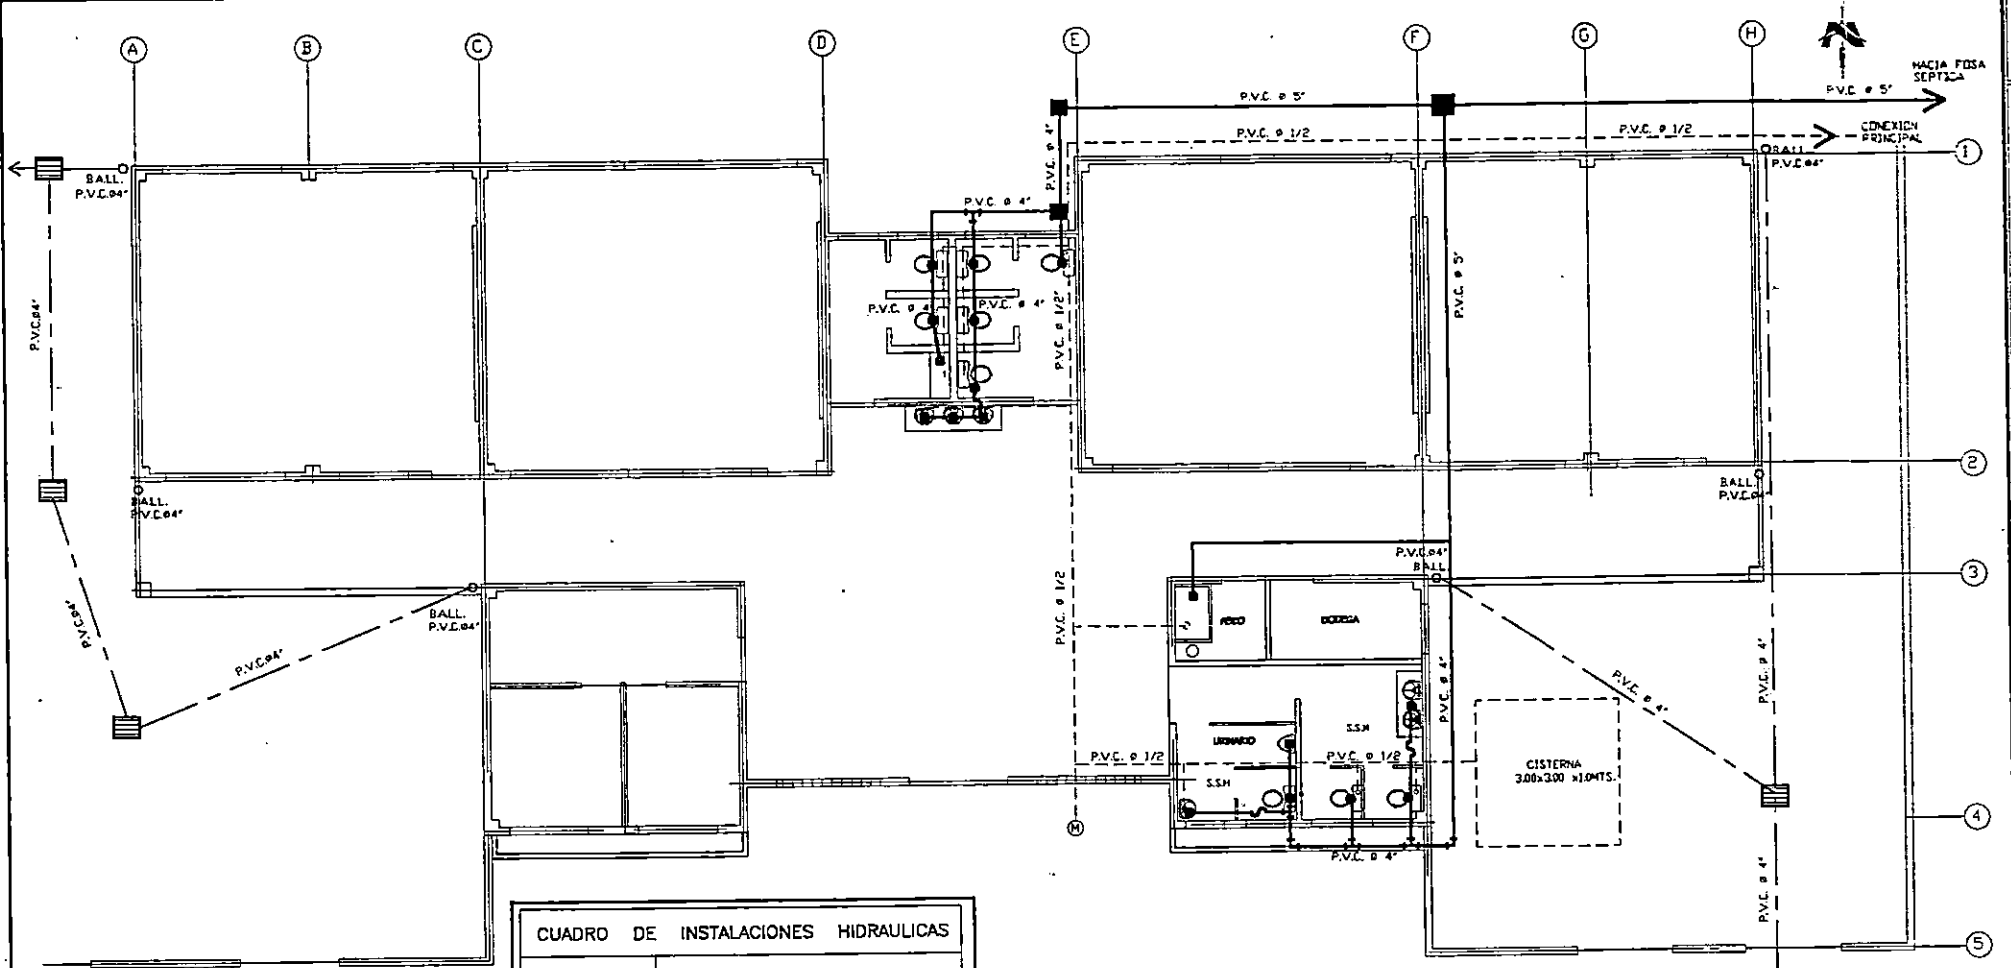 A B C D E F G H
HACIA FOSA
SEPTICA
P.V.C. ø 5"
P.V.C. ø 5"
CONEXION
PRINCIPAL
P.V.C. ø 1/2
P.V.C. ø 1/2
P.V.C. ø 4"
BALL.
P.V.C.ø4"
BALL.
P.V.C.ø4"
1
P.V.C. ø 4"
P.V.C. ø 5"
P.V.C.ø4"
P.V.C. ø 4"
P.V.C. ø 4"
P.V.C. ø 1/2"
2
BALL.
P.V.C.ø4"
BALL.
P.V.C.ø4"
P.V.C.ø4"
BALL.
3
P.V.C. ø 1/2
P.V.C.ø4"
BALL.
P.V.C.ø4"
P.V.C.ø4"
BODEGA
P.V.C. ø 4"
P.V.C. ø 4"
P.V.C. ø 4"
URINARIO
S.S.H
P.V.C. ø 1/2
P.V.C. ø 1/2
S.S.H
CISTERNA
3.00x3.00 x1.0MTS.
M
4
P.V.C. ø 4"
P.V.C. ø 4"
CUADRO DE INSTALACIONES HIDRAULICAS
5